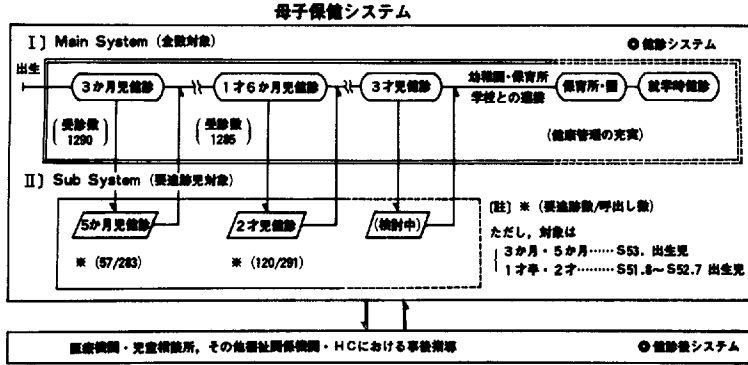 母子保健システム
Ⅰ] Main System (全数対象)
◎ 健診システム
出生
3か月児健診
1才6か月児健診
3才児健診
幼稚園・保育所
学校との連接
保育所・園
就学時健診
(受診数
1290)
(受診数
1285)
(健康管理の充実)
Ⅱ] Sub System (要追跡児対象)
5か月児健診
2才児健診
(検討中)
※ (57/283)
※ (120/291)
[註] ※ (要追跡数/呼出し数)
ただし,対象は
3か月・5か月…… S53. 出生児
1才半・2才……… S51.8～S52.7 出生児
医療機関・児童相談所,その他福祉関係機関・HCにおける事後指導
◎ 健診後システム